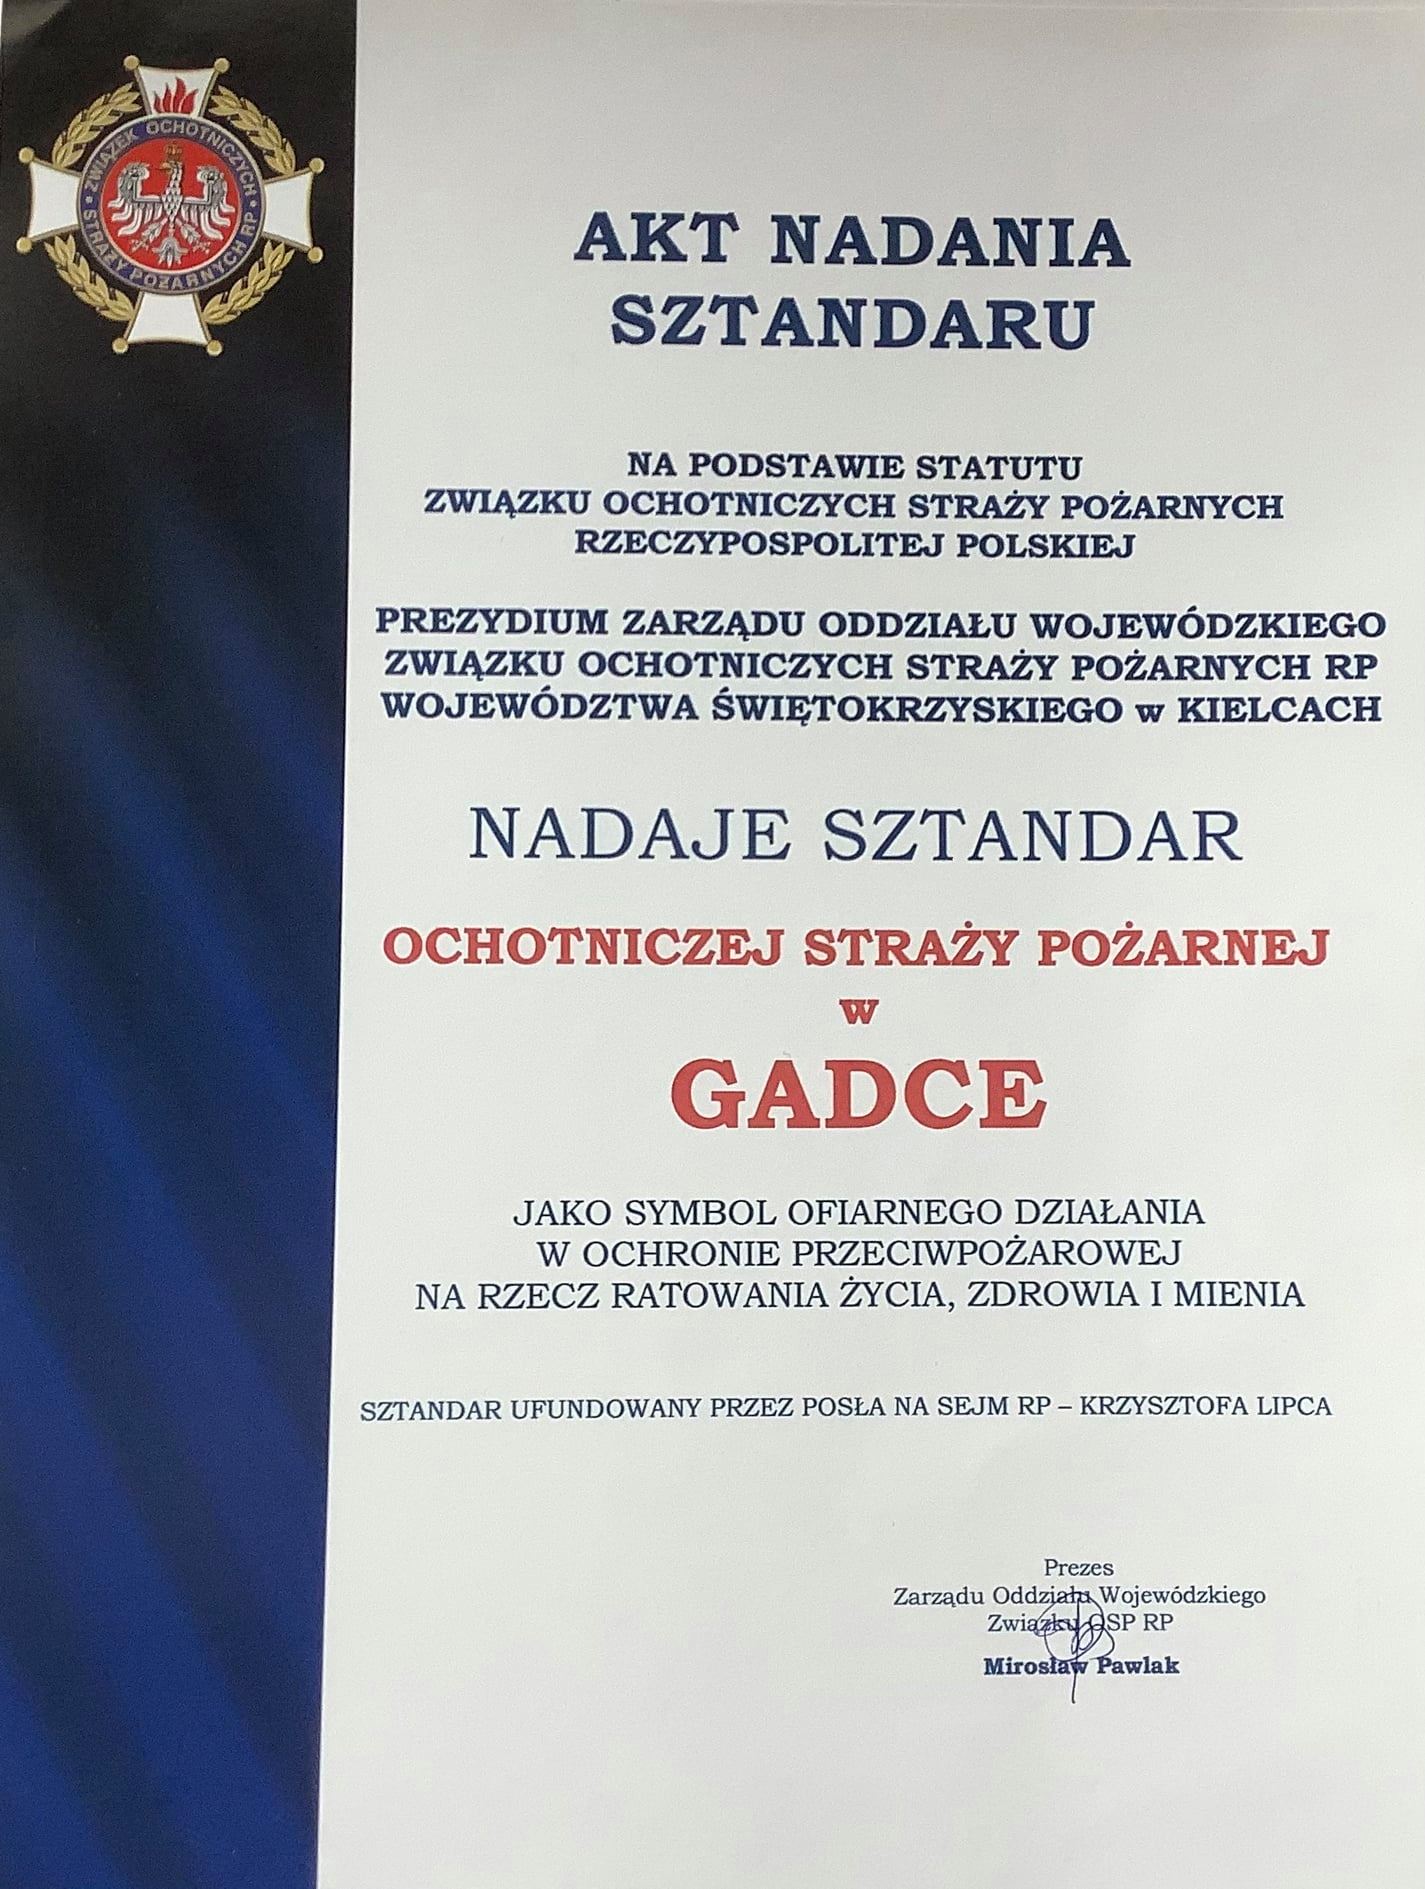 ZWIĄZEK OCHOTNICZYCH
STRAŻY POŻARNYCH RP
AKT NADANIA
SZTANDARU
NA PODSTAWIE STATUTU
ZWIĄZKU OCHOTNICZYCH STRAŻY POŻARNYCH
RZECZYPOSPOLITEJ POLSKIEJ
PREZYDIUM ZARZĄDU ODDZIAŁU WOJEWÓDZKIEGO
ZWIĄZKU OCHOTNICZYCH STRAŻY POŻARNYCH RP
WOJEWÓDZTWA ŚWIĘTOKRZYSKIEGO w KIELCACH
NADAJE SZTANDAR
OCHOTNICZEJ STRAŻY POŻARNEJ
w
GADCE
JAKO SYMBOL OFIARNEGO DZIAŁANIA
W OCHRONIE PRZECIWPOŻAROWEJ
NA RZECZ RATOWANIA ŻYCIA, ZDROWIA I MIENIA
SZTANDAR UFUNDOWANY PRZEZ POSŁA NA SEJM RP – KRZYSZTOFA LIPCA
Prezes
Zarządu Oddziału Wojewódzkiego
Związku OSP RP
Mirosław Pawlak